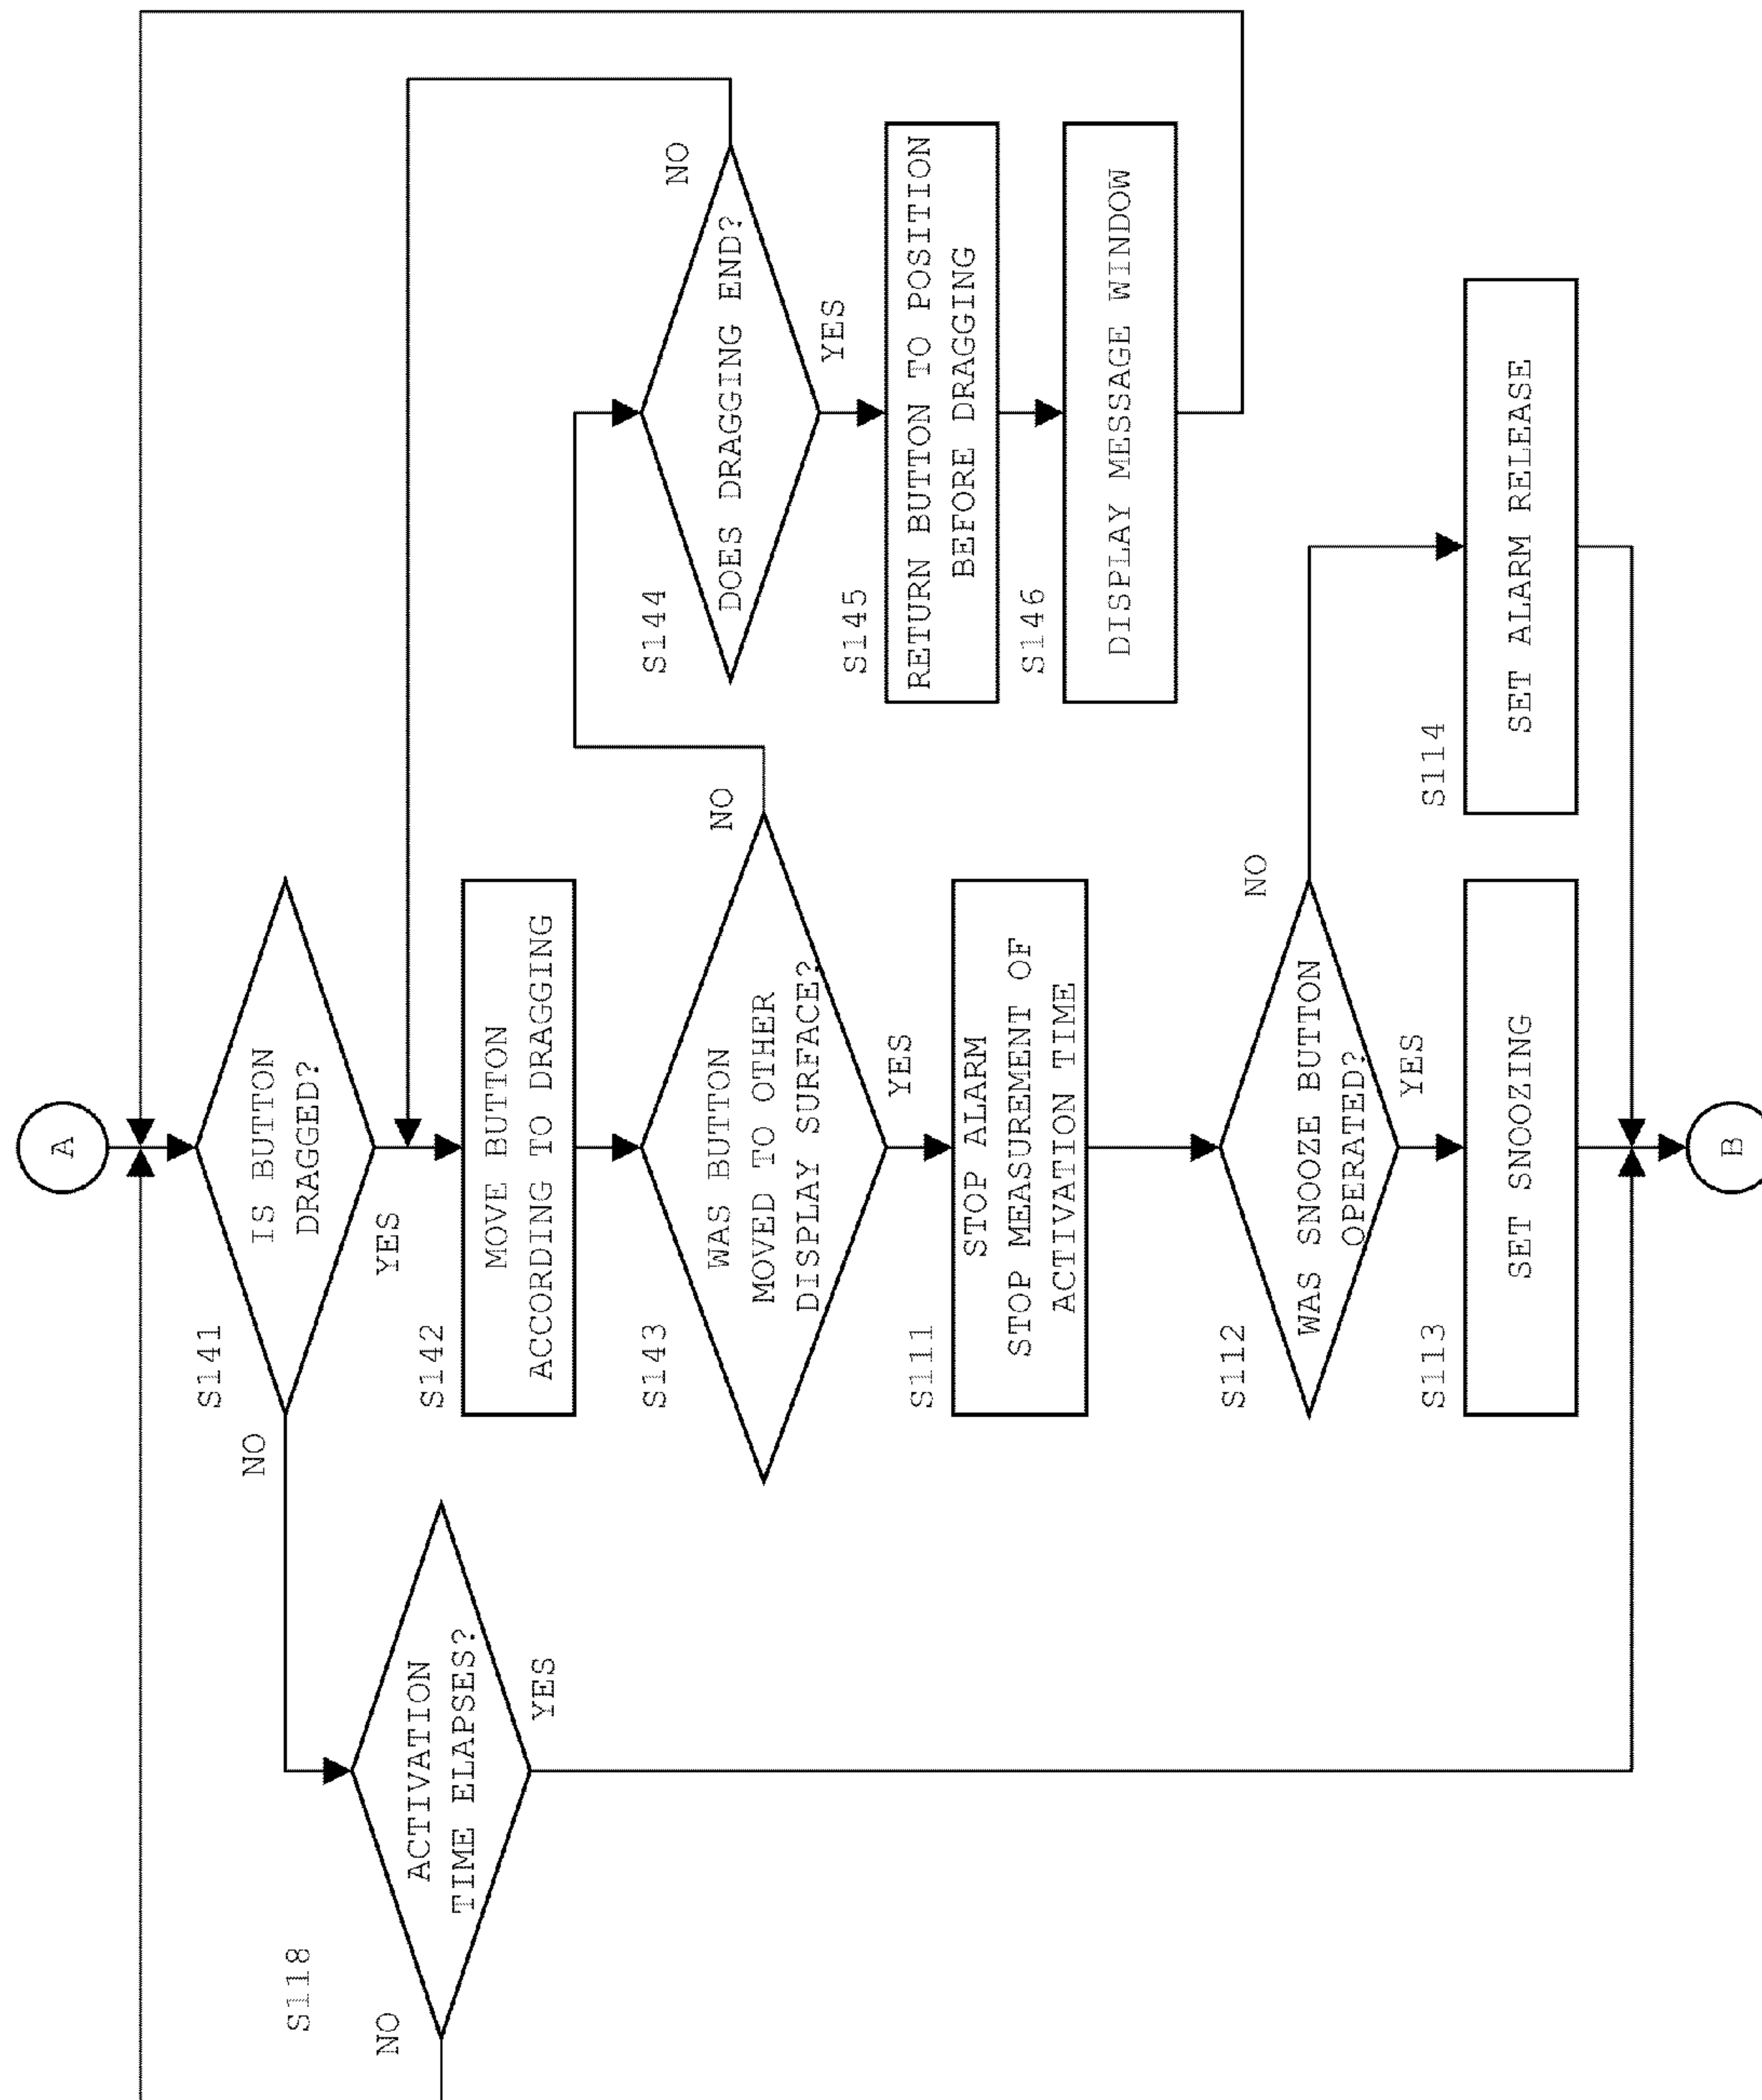 A
S141
IS BUTTON
DRAGGED?
NO
YES
S118
ACTIVATION
TIME ELAPSES?
NO
YES
S142
MOVE BUTTON
ACCORDING TO DRAGGING
S143
WAS BUTTON
MOVED TO OTHER
DISPLAY SURFACE?
NO
YES
S144
DOES DRAGGING END?
NO
YES
S145
RETURN BUTTON TO POSITION
BEFORE DRAGGING
S146
DISPLAY MESSAGE WINDOW
S111
STOP ALARM
STOP MEASUREMENT OF
ACTIVATION TIME
S112
WAS SNOOZE BUTTON
OPERATED?
NO
YES
S113
SET SNOOZING
S114
SET ALARM RELEASE
B